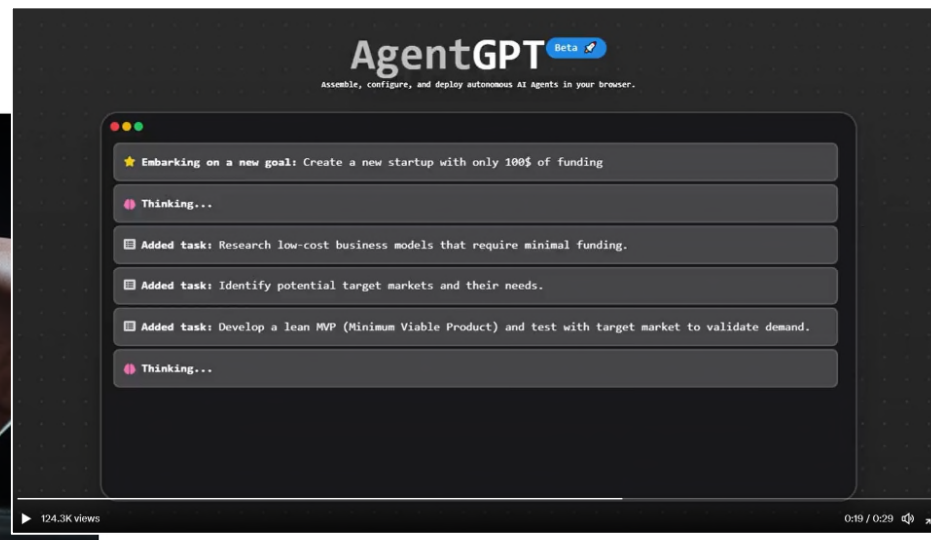 AgentGPT Beta
Assemble, configure, and deploy autonomous AI Agents in your browser.
Embarking on a new goal: Create a new startup with only 100$ of funding
Thinking...
Added task: Research low-cost business models that require minimal funding.
Added task: Identify potential target markets and their needs.
Added task: Develop a lean MVP (Minimum Viable Product) and test with target market to validate demand.
Thinking...
124.3K views 0:19 / 0:29